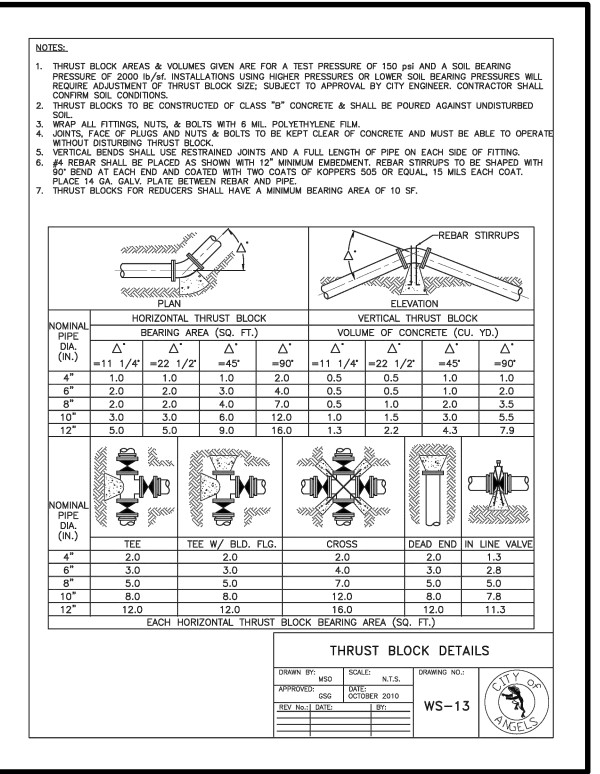 NOTES:
1. THRUST BLOCK AREAS & VOLUMES GIVEN ARE FOR A TEST PRESSURE OF 150 psi AND A SOIL BEARING
PRESSURE OF 2000 lb/sf. INSTALLATIONS USING HIGHER PRESSURES OR LOWER SOIL BEARING PRESSURES WILL
REQUIRE ADJUSTMENT OF THRUST BLOCK SIZE; SUBJECT TO APPROVAL BY CITY ENGINEER. CONTRACTOR SHALL
CONFIRM SOIL CONDITIONS.
2. THRUST BLOCKS TO BE CONSTRUCTED OF CLASS "B" CONCRETE & SHALL BE POURED AGAINST UNDISTURBED
SOIL.
3. WRAP ALL FITTINGS, NUTS, & BOLTS WITH 6 MIL. POLYETHYLENE FILM.
4. JOINTS, FACE OF PLUGS AND NUTS & BOLTS TO BE KEPT CLEAR OF CONCRETE AND MUST BE ABLE TO OPERATE
WITHOUT DISTURBING THRUST BLOCK.
5. VERTICAL BENDS SHALL USE RESTRAINED JOINTS AND A FULL LENGTH OF PIPE ON EACH SIDE OF FITTING.
6. #4 REBAR SHALL BE PLACED AS SHOWN WITH 12" MINIMUM EMBEDMENT. REBAR STIRRUPS TO BE SHAPED WITH
90° BEND AT EACH END AND COATED WITH TWO COATS OF KOPPERS 505 OR EQUAL, 15 MILS EACH COAT.
PLACE 14 GA. GALV. PLATE BETWEEN REBAR AND PIPE.
7. THRUST BLOCKS FOR REDUCERS SHALL HAVE A MINIMUM BEARING AREA OF 10 SF.
REBAR STIRRUPS
Δ°
Δ°
PLAN
ELEVATION
NOMINAL PIPE DIA. (IN.)
HORIZONTAL THRUST BLOCK
VERTICAL THRUST BLOCK
BEARING AREA (SQ. FT.)
VOLUME OF CONCRETE (CU. YD.)
Δ° Δ° Δ° Δ° Δ° Δ° Δ° Δ°
=11 1/4° =22 1/2° =45° =90° =11 1/4° =22 1/2° =45° =90°
4" 1.0 1.0 1.0 2.0 0.5 0.5 1.0 1.0
6" 2.0 2.0 3.0 4.0 0.5 0.5 1.0 2.0
8" 2.0 2.0 4.0 7.0 0.5 1.0 2.0 3.5
10" 3.0 3.0 6.0 12.0 1.0 1.5 3.0 5.5
12" 5.0 5.0 9.0 16.0 1.3 2.2 4.3 7.9
NOMINAL PIPE DIA. (IN.)
TEE TEE W/ BLD. FLG. CROSS DEAD END IN LINE VALVE
4" 2.0 2.0 2.0 2.0 1.3
6" 3.0 3.0 4.0 3.0 2.8
8" 5.0 5.0 7.0 5.0 5.0
10" 8.0 8.0 12.0 8.0 7.8
12" 12.0 12.0 16.0 12.0 11.3
EACH HORIZONTAL THRUST BLOCK BEARING AREA (SQ. FT.)
THRUST BLOCK DETAILS
DRAWN BY: MSO SCALE: N.T.S. DRAWING NO.:
APPROVED: GSG DATE: OCTOBER 2010
WS-13
REV No.: DATE: BY:
CITY OF ANGELS